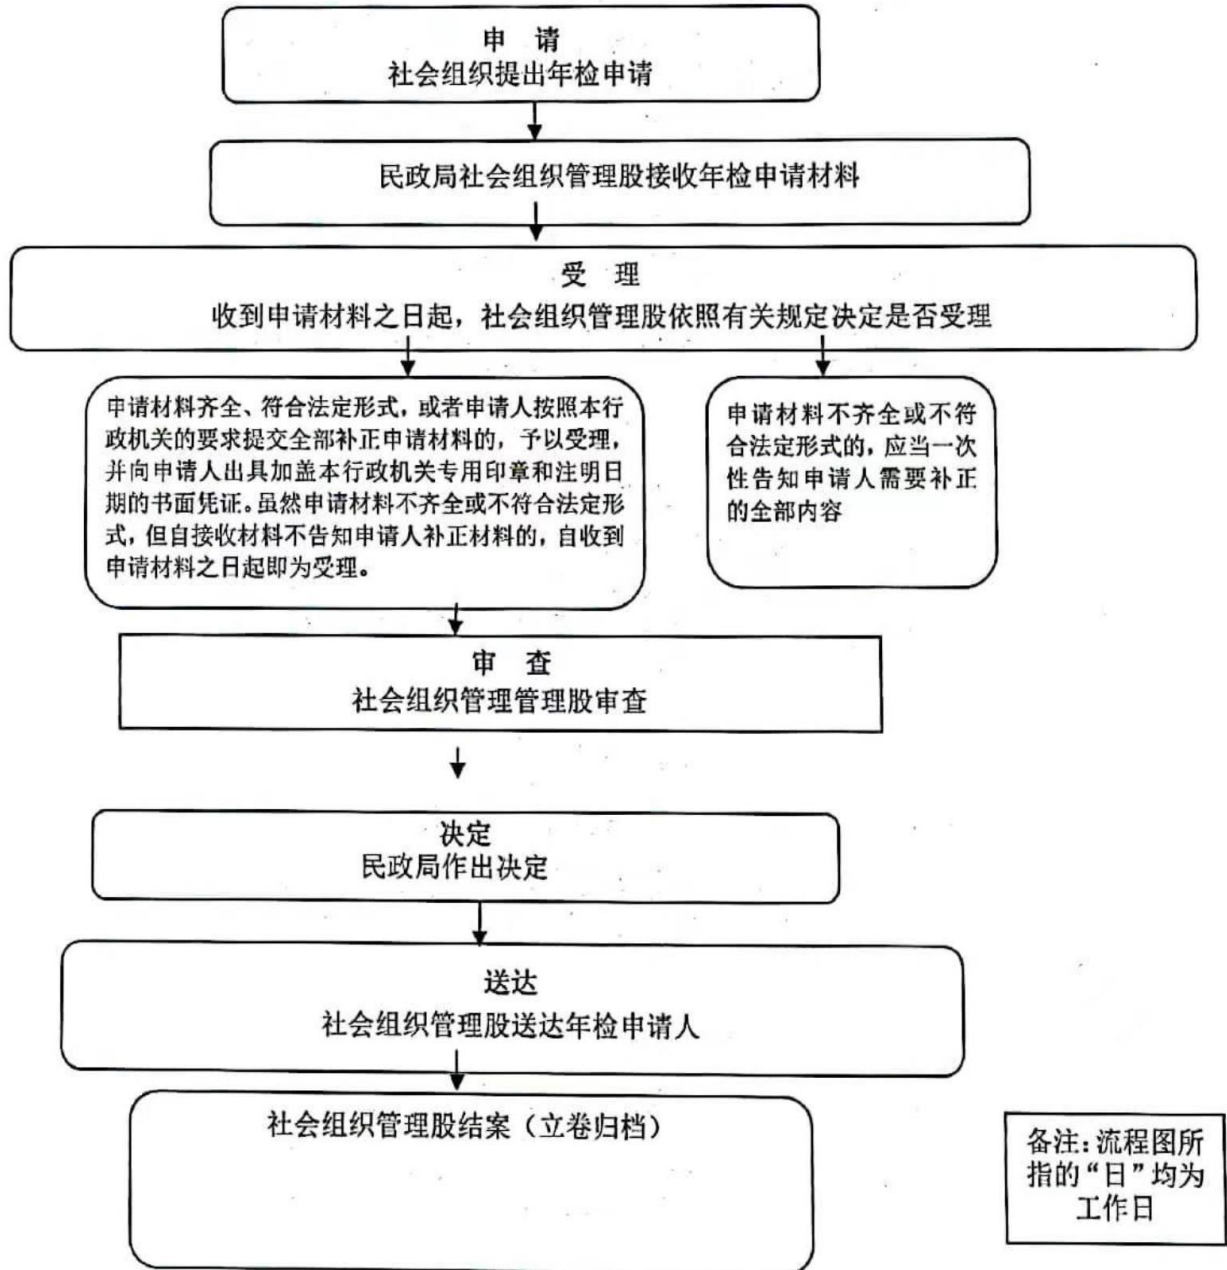 申 请
社会组织提出年检申请
民政局社会组织管理股接收年检申请材料
受 理
收到申请材料之日起，社会组织管理股依照有关规定决定是否受理
申请材料齐全、符合法定形式，或者申请人按照本行
政机关的要求提交全部补正申请材料的，予以受理，
并向申请人出具加盖本行政机关专用印章和注明日
期的书面凭证。虽然申请材料不齐全或不符合法定形
式，但自接收材料不告知申请人补正材料的，自收到
申请材料之日起即为受理。
申请材料不齐全或不符
合法定形式的，应当一次
性告知申请人需要补正
的全部内容
审 查
社会组织管理管理股审查
决定
民政局作出决定
送达
社会组织管理股送达年检申请人
社会组织管理股结案（立卷归档）
备注：流程图所
指的“日”均为
工作日